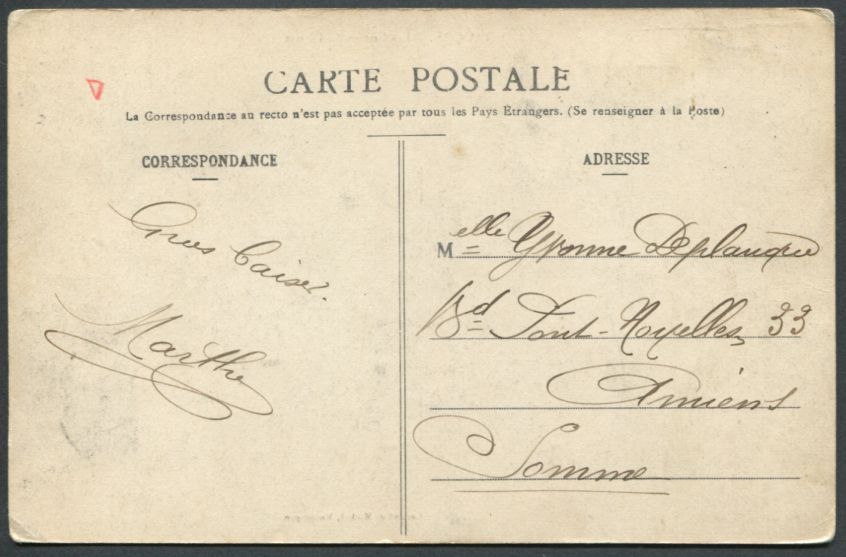 CARTE POSTALE
La Correspondance au recto n'est pas acceptée par tous les Pays Etrangers. (Se renseigner à la Poste)
CORRESPONDANCE
Gros baiser.
Marthe
ADRESSE
Melle Yvonne Deplanque
Bd Pont-Noyelles, 33
Amiens
Somme